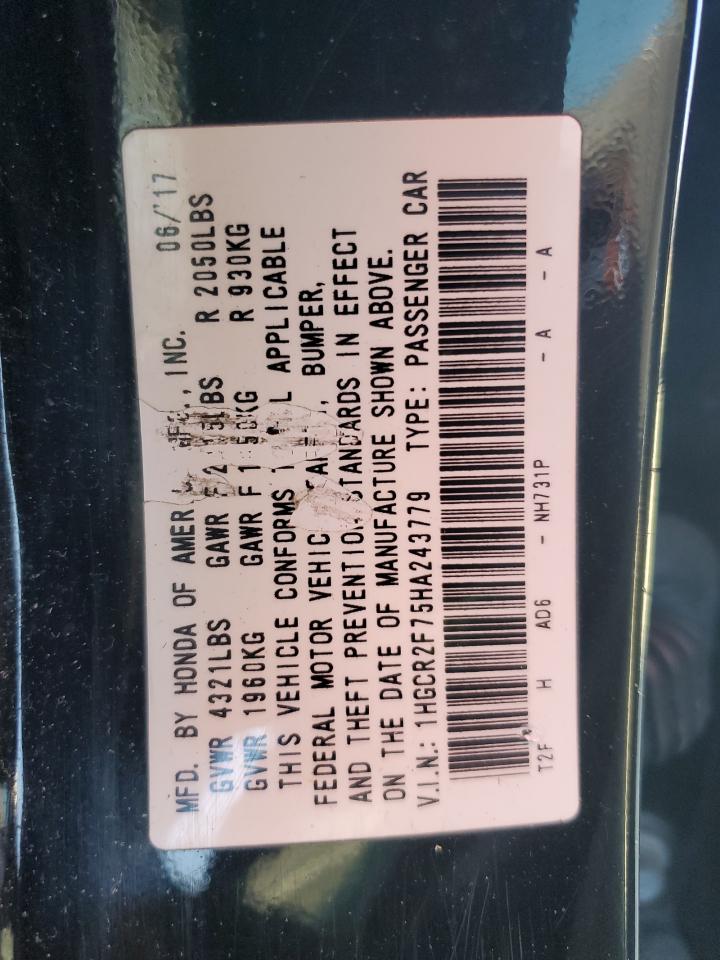 MFD. BY HONDA OF AMER INC. 06/'17
GVWR 4321LBS GAWR F R 2050LBS
GVWR 1960KG GAWR F R 930KG
THIS VEHICLE CONFORMS APPLICABLE
FEDERAL MOTOR VEHIC BUMPER,
AND THEFT PREVENTION STANDARDS IN EFFECT
ON THE DATE OF MANUFACTURE SHOWN ABOVE.
V.I.N.: 1HGCR2F75HA243779 TYPE: PASSENGER CAR
T2F H AD6 - NH731P - A - A